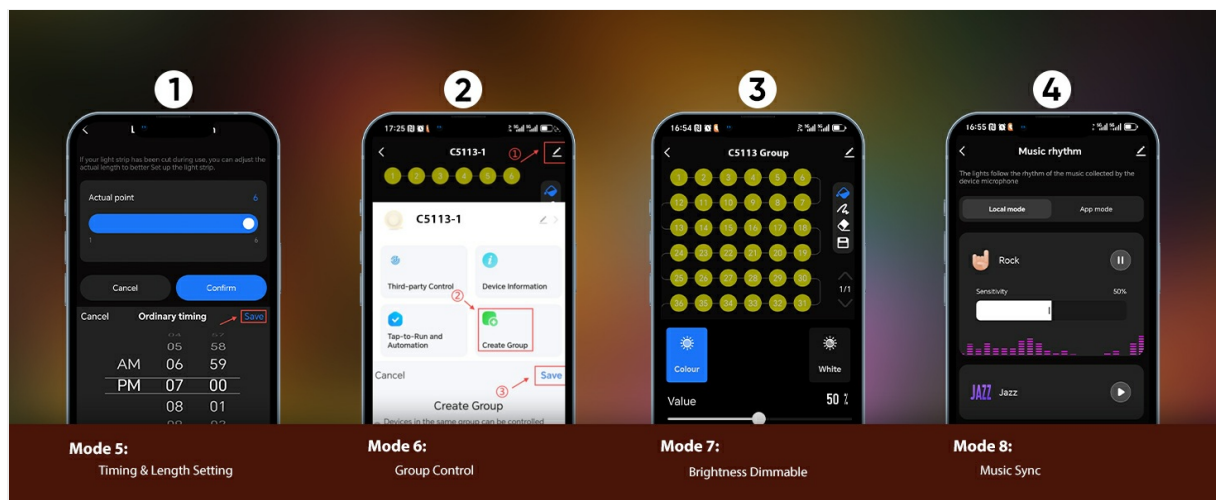 1
If your light strip has been cut during use, you can adjust the
actual length to better Set up the light strip.
Actual point
6
1
6
Cancel
Confirm
Cancel
Ordinary timing
Save
05
58
AM
06
59
PM
07
00
08
01
Mode 5:
Timing & Length Setting
2
17:25
C5113-1
①
1 2 3 4 5 6
C5113-1
Third-party Control
Device Information
②
Tap-to-Run and
Automation
Create Group
Cancel
Save
③
Create Group
Devices in the same group can be controlled
Mode 6:
Group Control
3
16:54
C5113 Group
1 2 3 4 5 6
12 11 10 9 8 7
13 14 15 16 17 18
24 23 22 21 20 19
25 26 27 28 29 30
36 35 34 33 32 31
1/1
Colour
White
Value
50 %
Mode 7:
Brightness Dimmable
4
16:55
Music rhythm
The lights follow the rhythm of the music collected by the
device microphone
Local mode
App mode
Rock
Sensitivity
50%
JAZZ
Jazz
Mode 8:
Music Sync